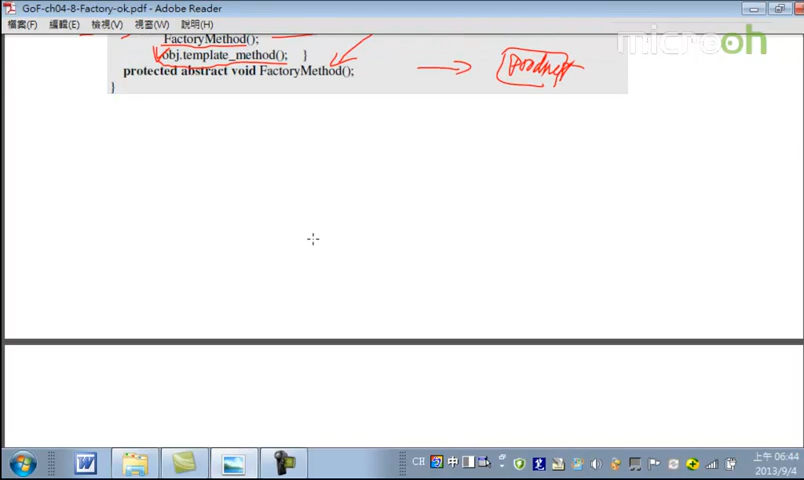 GoF-ch04-8-Factory-ok.pdf - Adobe Reader
檔案(F) 編輯(E) 檢視(V) 視窗(W) 說明(H)
microoh
FactoryMethod();
obj.template_method(); }
protected abstract void FactoryMethod();
}
CH 中
上午 06:44
2013/9/4